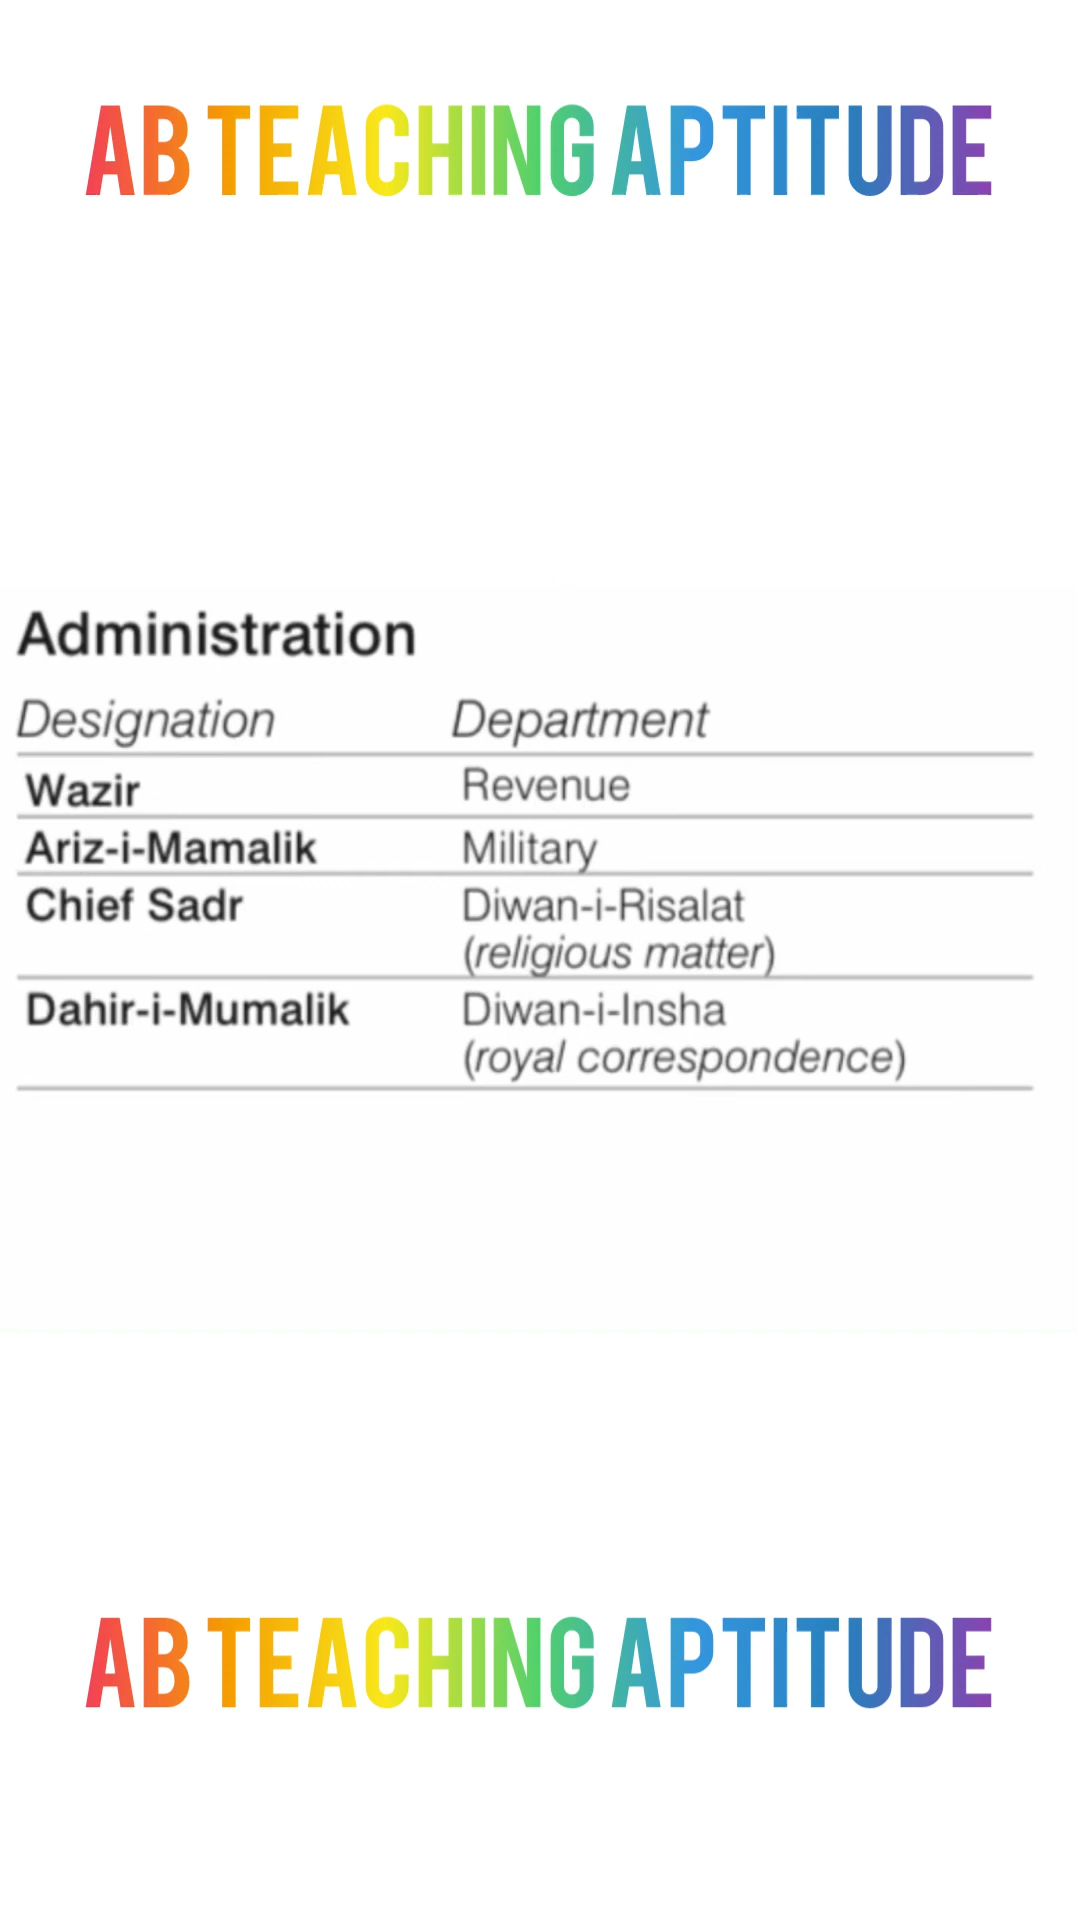 AB TEACHING APTITUDE
Administration
Designation Department
Wazir Revenue
Ariz-i-Mamalik Military
Chief Sadr Diwan-i-Risalat
(religious matter)
Dahir-i-Mumalik Diwan-i-Insha
(royal correspondence)
AB TEACHING APTITUDE